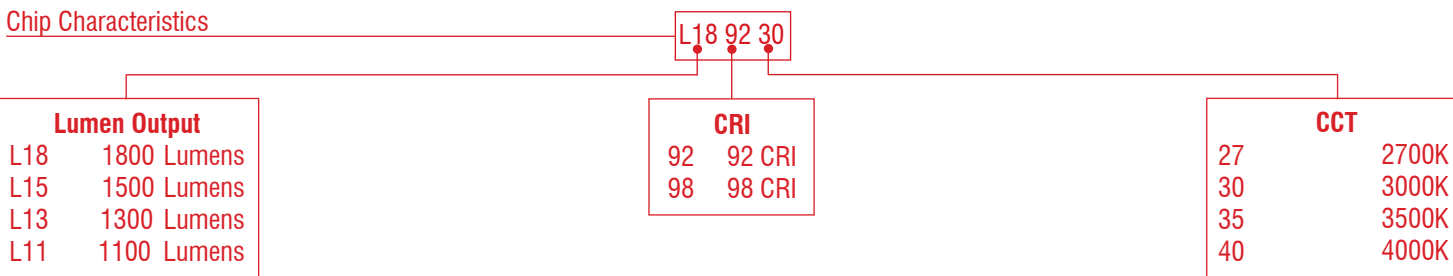 Chip Characteristics
L18 92 30
Lumen Output
L18 1800 Lumens
L15 1500 Lumens
L13 1300 Lumens
L11 1100 Lumens
CRI
92 92 CRI
98 98 CRI
CCT
27 2700K
30 3000K
35 3500K
40 4000K